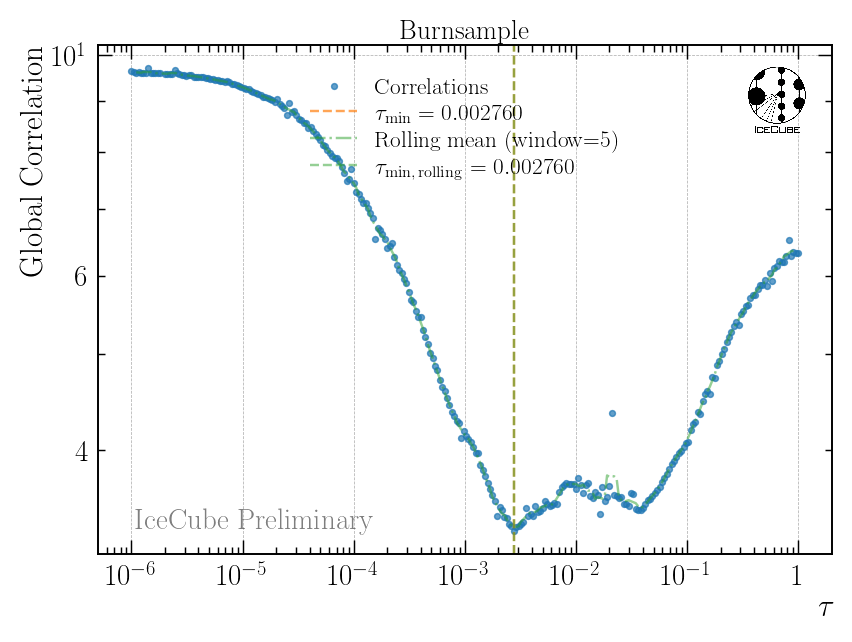 Burnsample
Global Correlation
10¹
6
4
Correlations
τ_min = 0.002760
Rolling mean (window=5)
τ_min,rolling = 0.002760
ICECUBE
IceCube Preliminary
10⁻⁶ 10⁻⁵ 10⁻⁴ 10⁻³ 10⁻² 10⁻¹ 1
τ